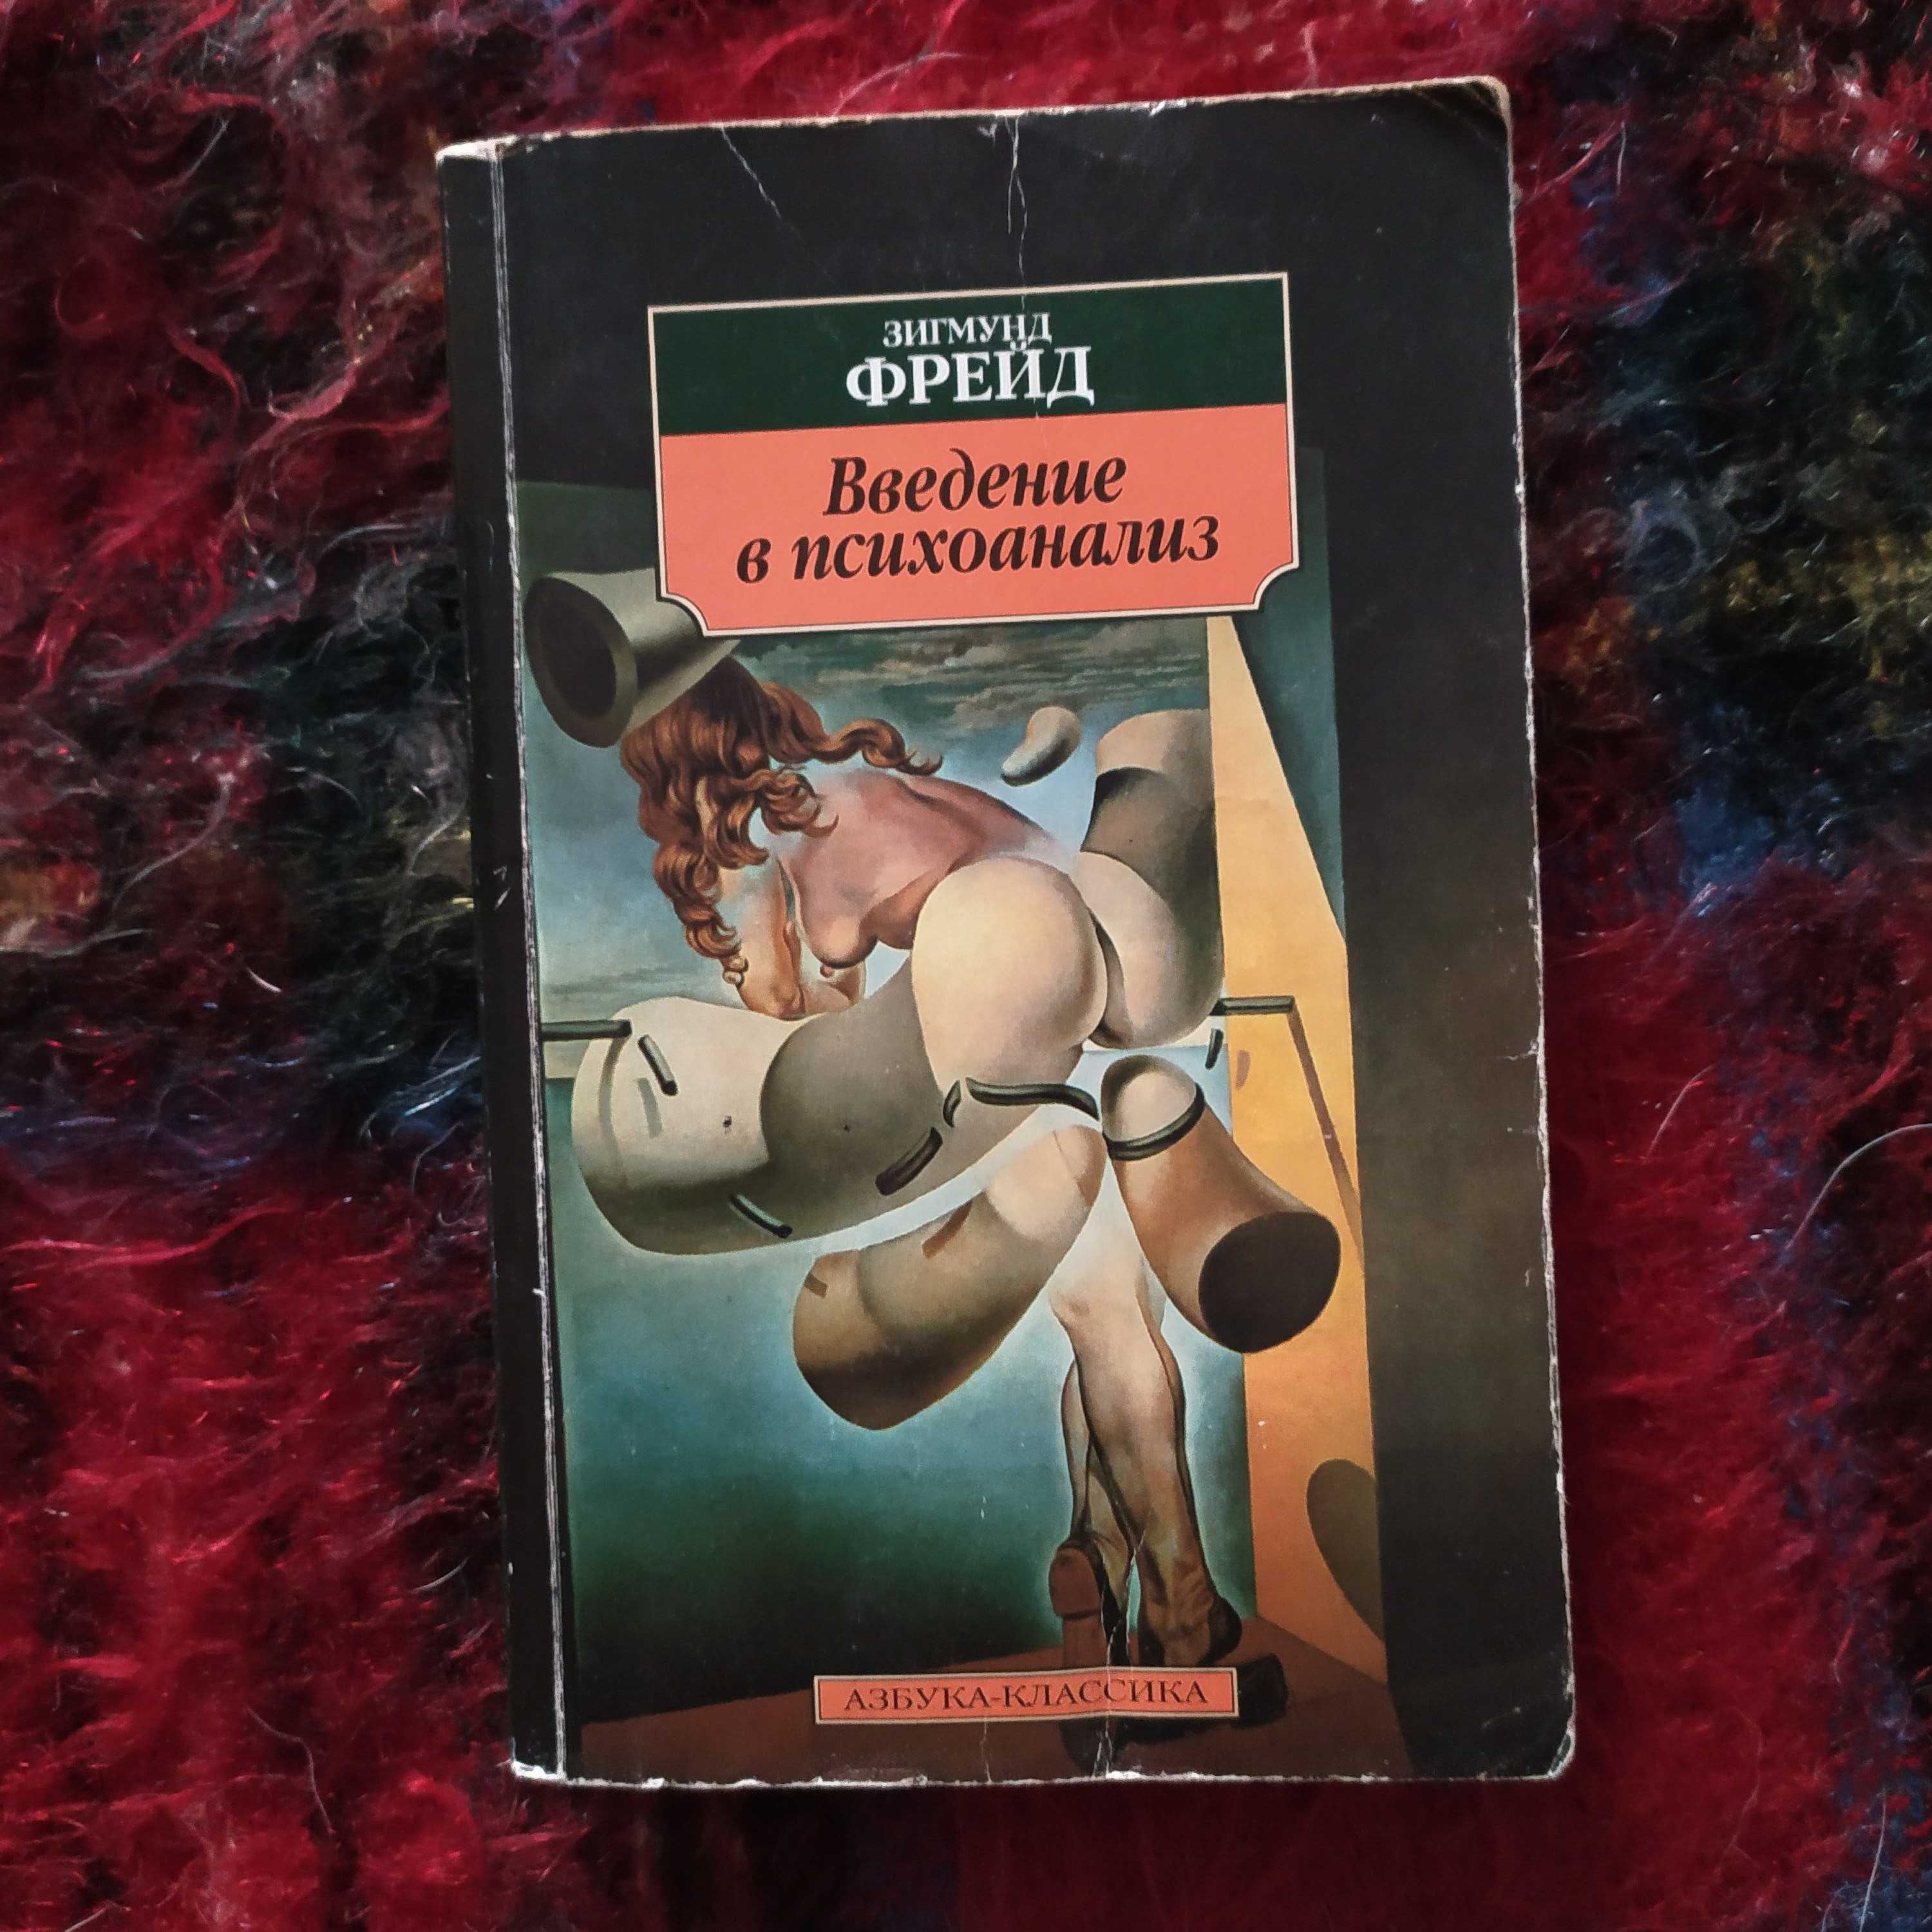 ЗИГМУНД
ФРЕЙД
Введение
в психоанализ
АЗБУКА-КЛАССИКА